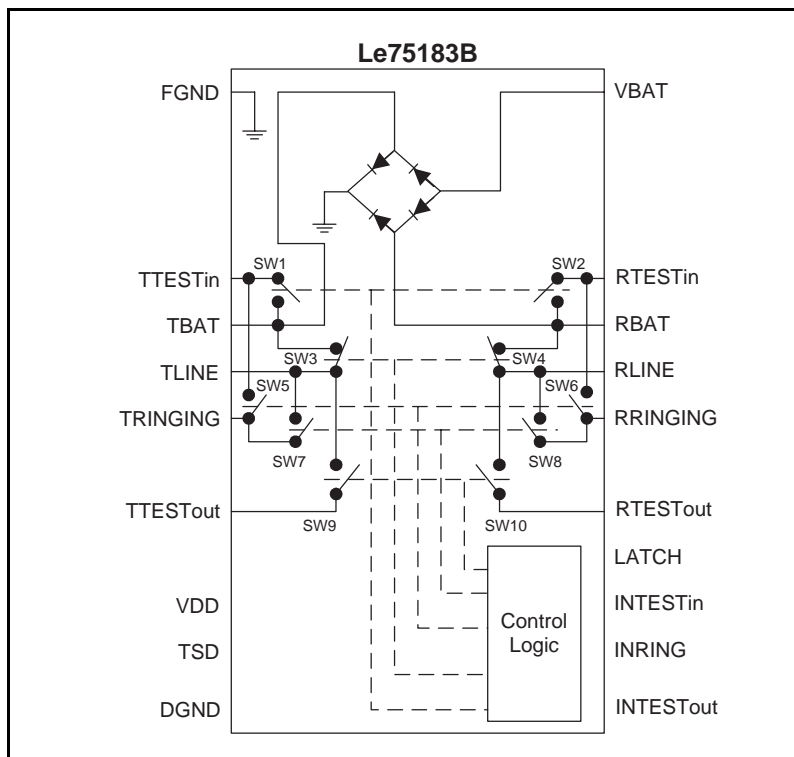 Le75183B
FGND
VBAT
SW1
SW2
TTESTin
RTESTin
TBAT
RBAT
SW3
SW4
TLINE
RLINE
SW5
SW6
TRINGING
RRINGING
SW7
SW8
TTESTout
RTESTout
SW9
SW10
LATCH
VDD
INTESTin
Control
Logic
TSD
INRING
DGND
INTESTout